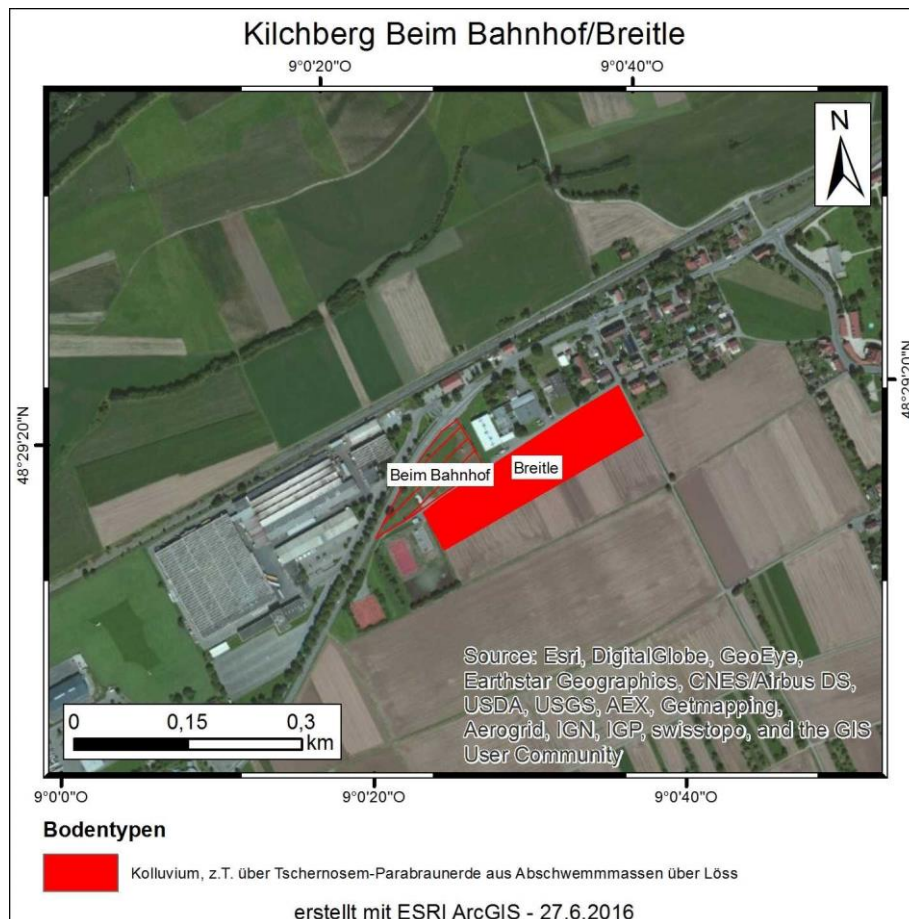 Kilchberg Beim Bahnhof/Breitle
9°0'20"O 9°0'40"O
N
48°29'20"N
48°29'20"N
Beim Bahnhof
Breitle
Source: Esri, DigitalGlobe, GeoEye,
Earthstar Geographics, CNES/Airbus DS,
USDA, USGS, AEX, Getmapping,
Aerogrid, IGN, IGP, swisstopo, and the GIS
User Community
0 0,15 0,3
km
9°0'0"O 9°0'20"O 9°0'40"O
Bodentypen
Kolluvium, z.T. über Tschernosem-Parabraunerde aus Abschwemmmassen über Löss
erstellt mit ESRI ArcGIS - 27.6.2016